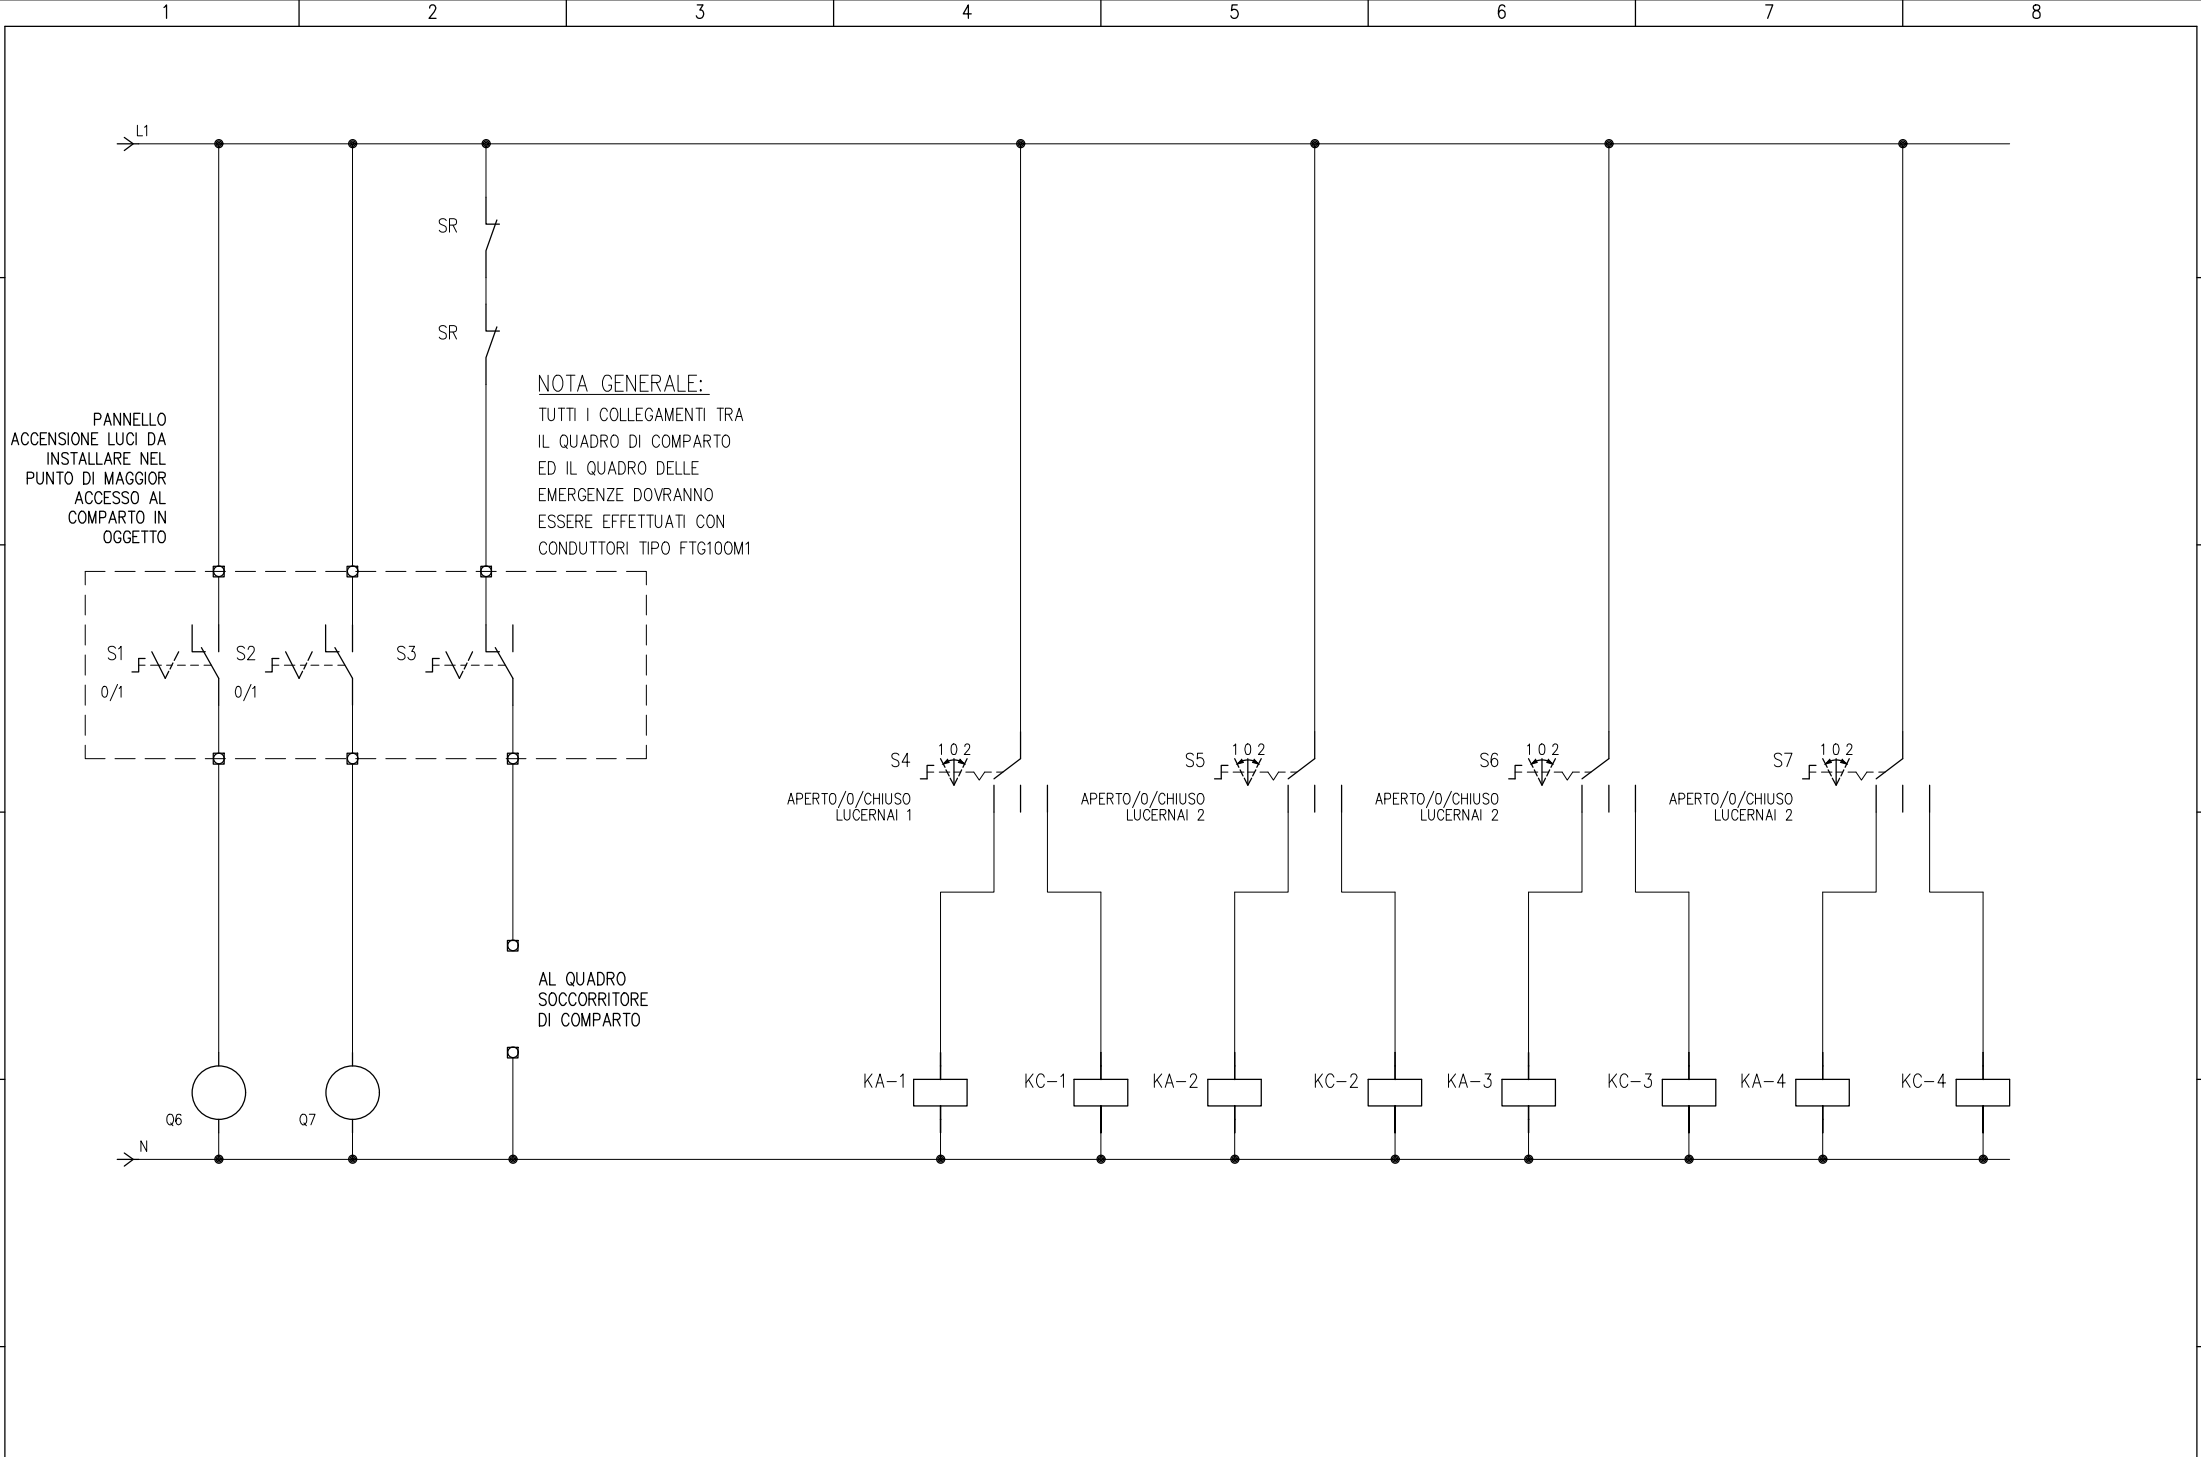 1 2 3 4 5 6 7 8
L1
SR
SR
NOTA GENERALE:
TUTTI I COLLEGAMENTI TRA
IL QUADRO DI COMPARTO
ED IL QUADRO DELLE
EMERGENZE DOVRANNO
ESSERE EFFETTUATI CON
CONDUTTORI TIPO FTG10OM1
PANNELLO
ACCENSIONE LUCI DA
INSTALLARE NEL
PUNTO DI MAGGIOR
ACCESSO AL
COMPARTO IN
OGGETTO
S1
0/1
S2
0/1
S3
S4
1 0 2
APERTO/0/CHIUSO
LUCERNAI 1
S5
1 0 2
APERTO/0/CHIUSO
LUCERNAI 2
S6
1 0 2
APERTO/0/CHIUSO
LUCERNAI 2
S7
1 0 2
APERTO/0/CHIUSO
LUCERNAI 2
AL QUADRO
SOCCORRITORE
DI COMPARTO
Q6
Q7
KA-1
KC-1
KA-2
KC-2
KA-3
KC-3
KA-4
KC-4
N